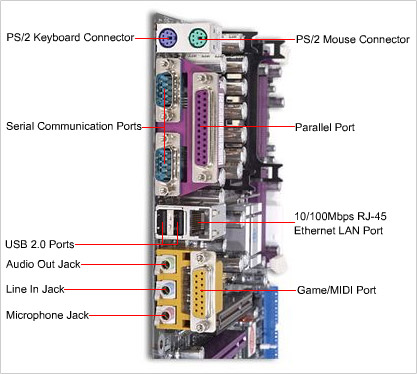 PS/2 Keyboard Connector
PS/2 Mouse Connector
Serial Communication Ports
Parallel Port
10/100Mbps RJ-45
Ethernet LAN Port
USB 2.0 Ports
Audio Out Jack
Line In Jack
Game/MIDI Port
Microphone Jack